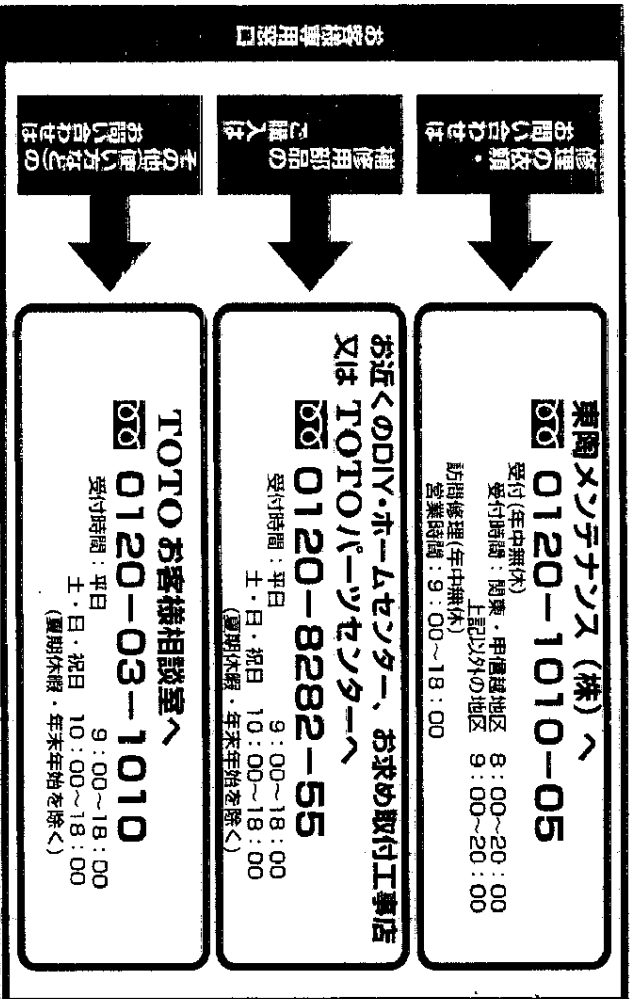 お客様専用窓口
修理の依頼・
お問い合わせは
東陶メンテナンス（株）へ
0120-1010-05
受付（年中無休）
受付時間：関東・甲信越地区 8：00～20：00
上記以外の地区 9：00～20：00
訪問修理（年中無休）
営業時間：9：00～18：00
補修用部品の
ご購入は
お近くのDIY・ホームセンター、お求め取付工事店
又は TOTOパーツセンターへ
0120-8282-55
受付時間：平日 9：00～18：00
土・日・祝日 10：00～18：00
（夏期休暇・年末年始を除く）
その他（使い方など）の
お問い合わせは
TOTOお客様相談室へ
0120-03-1010
受付時間：平日 9：00～18：00
土・日・祝日 10：00～18：00
（夏期休暇・年末年始を除く）